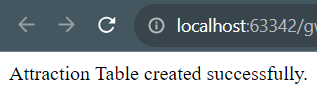 localhost:63342/gv
Attraction Table created successfully.